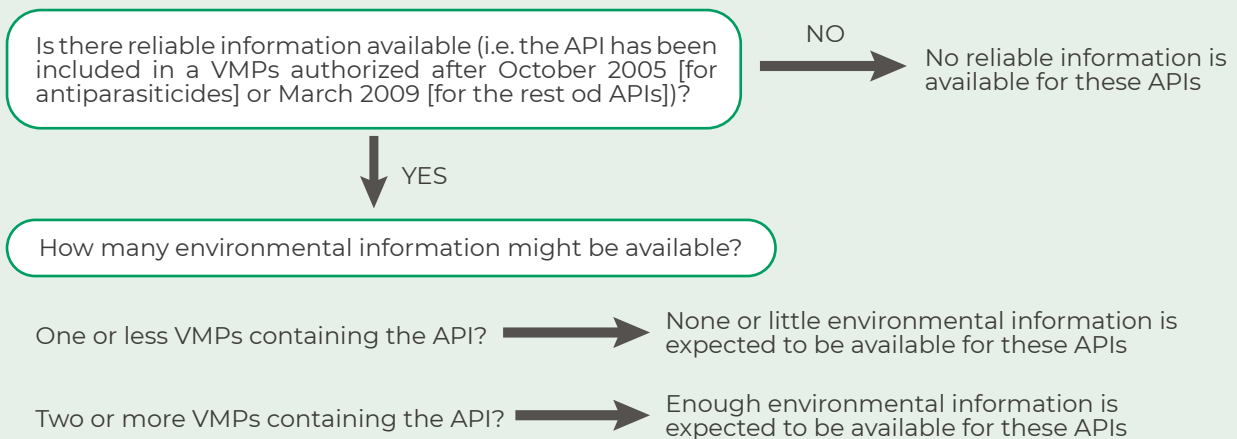 Is there reliable information available (i.e. the API has been
included in a VMPs authorized after October 2005 [for
antiparasiticides] or March 2009 [for the rest od APIs])?
NO
No reliable information is
available for these APIs
YES
How many environmental information might be available?
One or less VMPs containing the API?
None or little environmental information is
expected to be available for these APIs
Two or more VMPs containing the API?
Enough environmental information is
expected to be available for these APIs